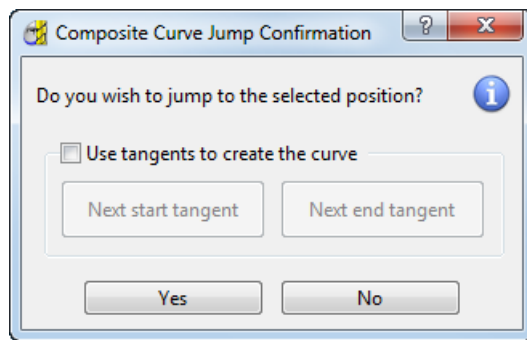 Composite Curve Jump Confirmation
Do you wish to jump to the selected position?
Use tangents to create the curve
Next start tangent Next end tangent
Yes No